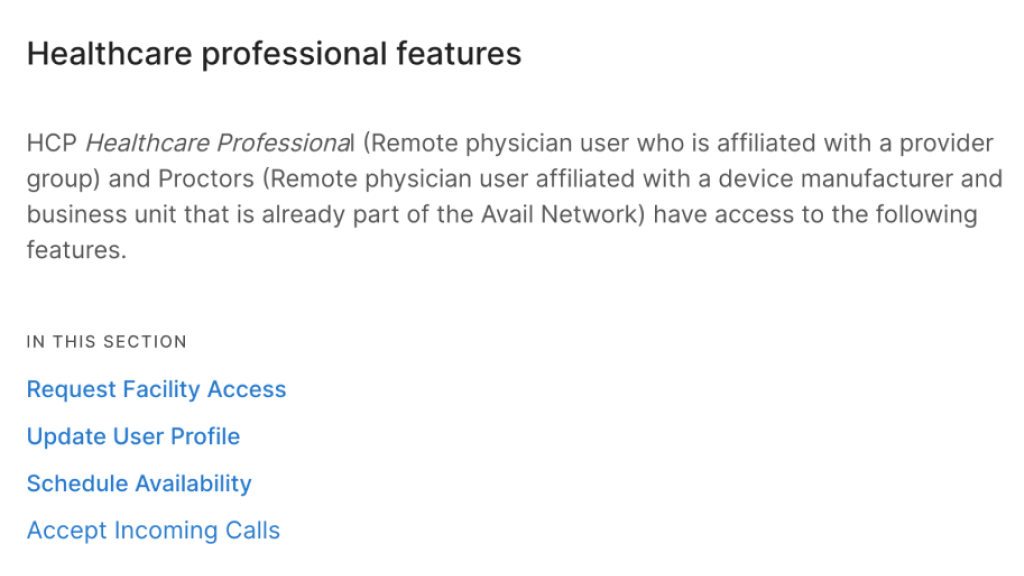 Healthcare professional features
HCP Healthcare Professional (Remote physician user who is affiliated with a provider
group) and Proctors (Remote physician user affiliated with a device manufacturer and
business unit that is already part of the Avail Network) have access to the following
features.
IN THIS SECTION
Request Facility Access
Update User Profile
Schedule Availability
Accept Incoming Calls